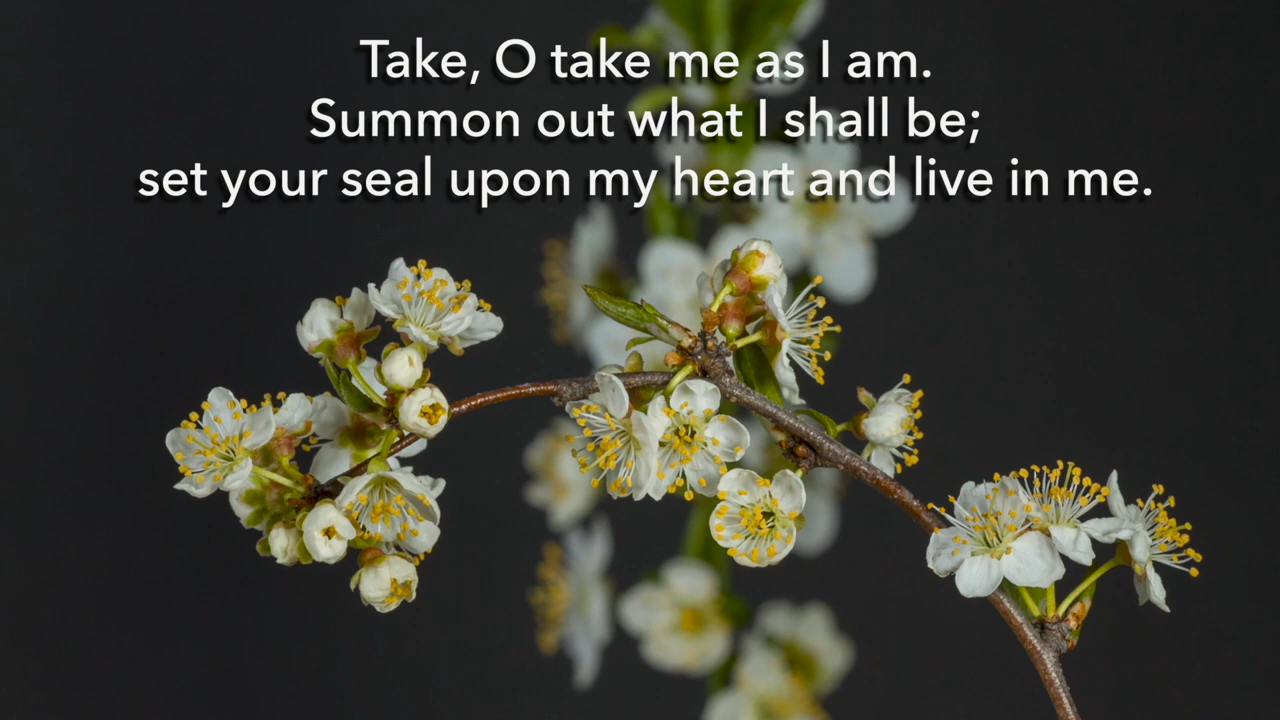 Take, O take me as I am.
Summon out what I shall be;
set your seal upon my heart and live in me.